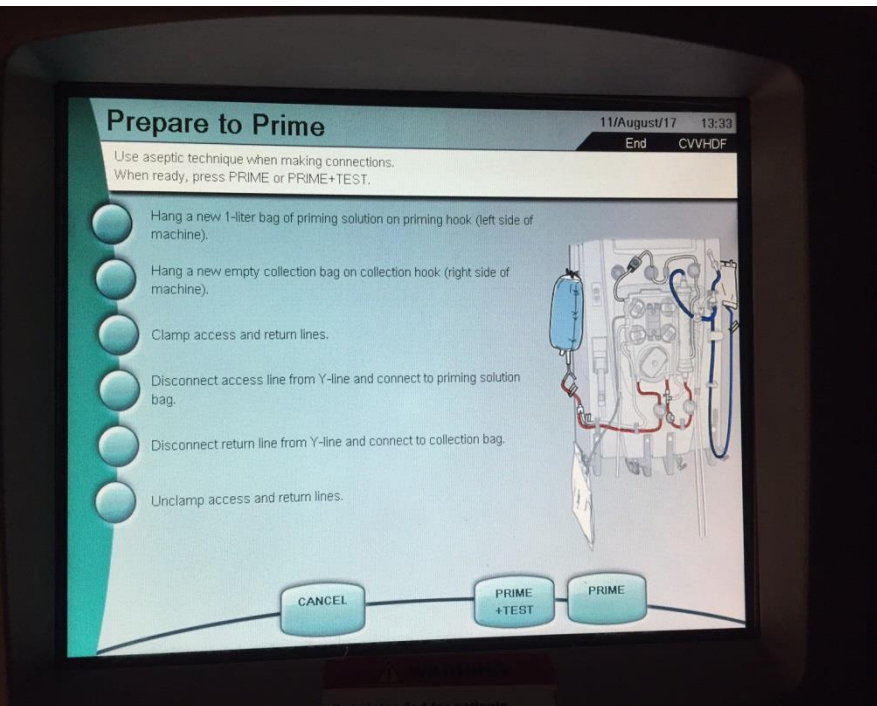 Prepare to Prime
11/August/17 13:33
End CVVHDF
Use aseptic technique when making connections.
When ready, press PRIME or PRIME+TEST.
Hang a new 1-liter bag of priming solution on priming hook (left side of
machine).
Hang a new empty collection bag on collection hook (right side of
machine).
Clamp access and return lines.
Disconnect access line from Y-line and connect to priming solution
bag.
Disconnect return line from Y-line and connect to collection bag.
Unclamp access and return lines.
CANCEL
PRIME
+TEST
PRIME